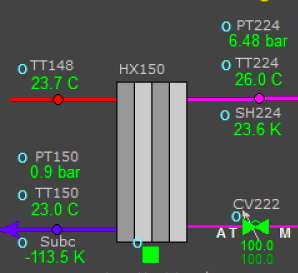 PT224
6.48 bar
TT148
23.7 C
HX150
TT224
26.0 C
SH224
23.6 K
PT150
0.9 bar
TT150
23.0 C
CV222
A T M
Subc
-113.5 K
100.0
100.0